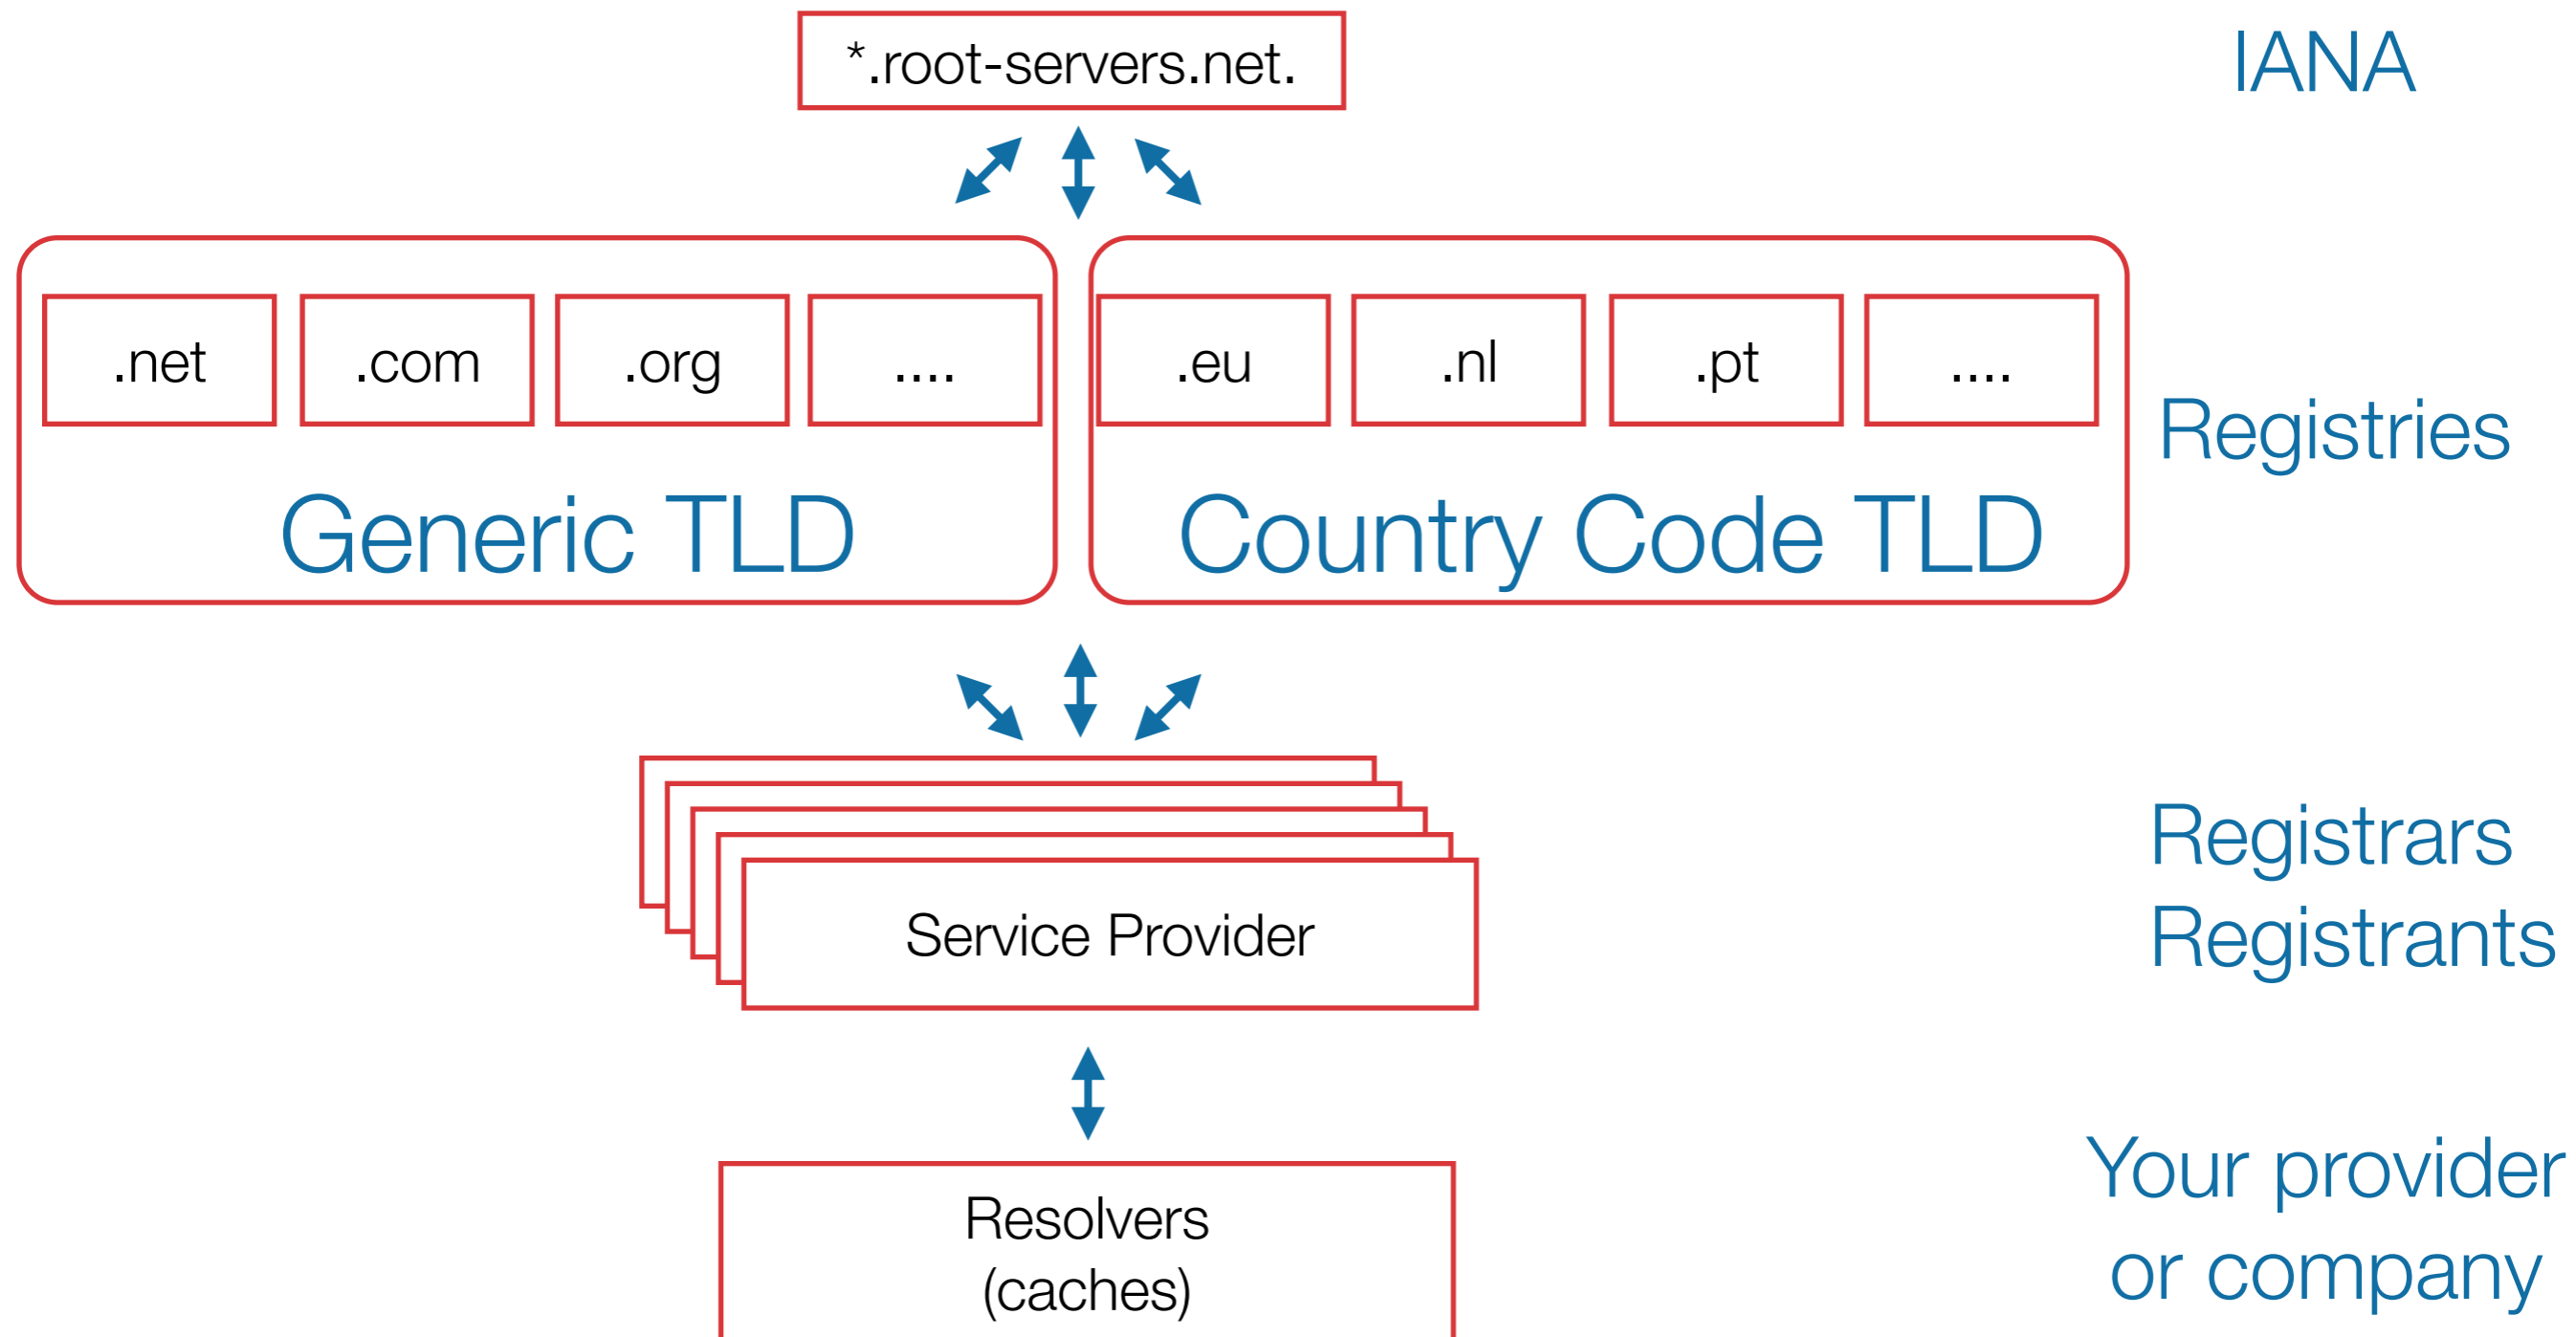 *.root-servers.net.
IANA
.net
.com
.org
....
.eu
.nl
.pt
....
Registries
Generic TLD
Country Code TLD
Registrars
Registrants
Service Provider
Your provider
or company
Resolvers
(caches)